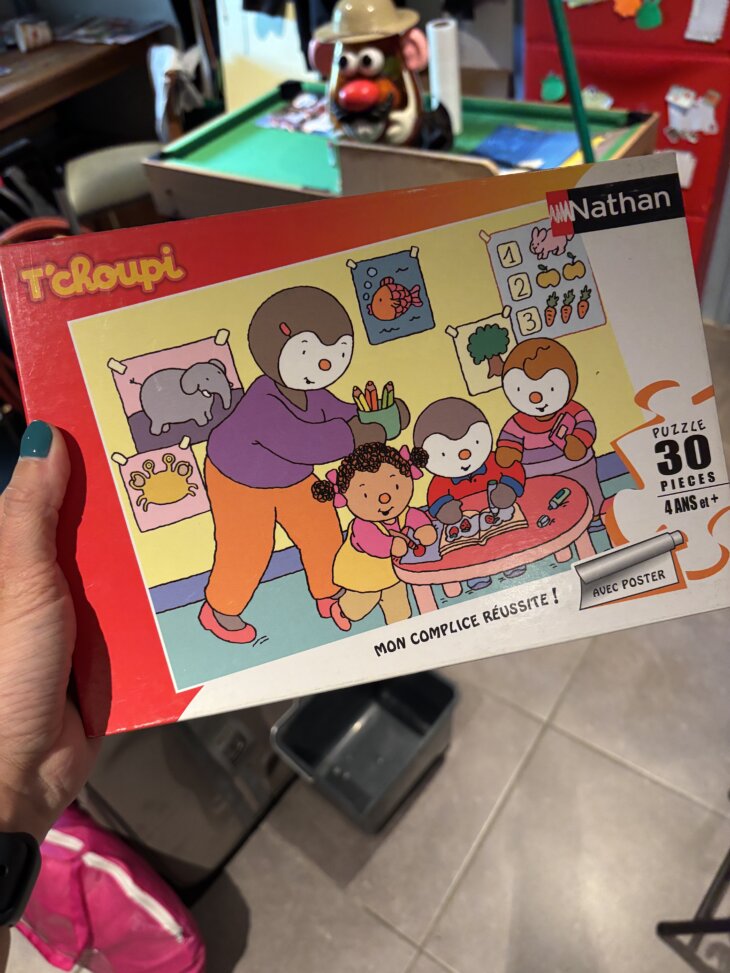 T'choupi
Nathan
1
2
3
PUZZLE
30
PIECES
4 ANS et +
AVEC POSTER
MON COMPLICE RÉUSSITE !